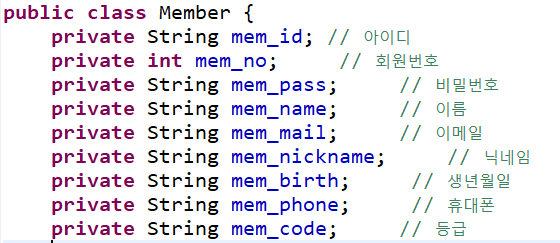 public class Member {
private String mem_id; // 아이디
private int mem_no; // 회원번호
private String mem_pass; // 비밀번호
private String mem_name; // 이름
private String mem_mail; // 이메일
private String mem_nickname; // 닉네임
private String mem_birth; // 생년월일
private String mem_phone; // 휴대폰
private String mem_code; // 등급